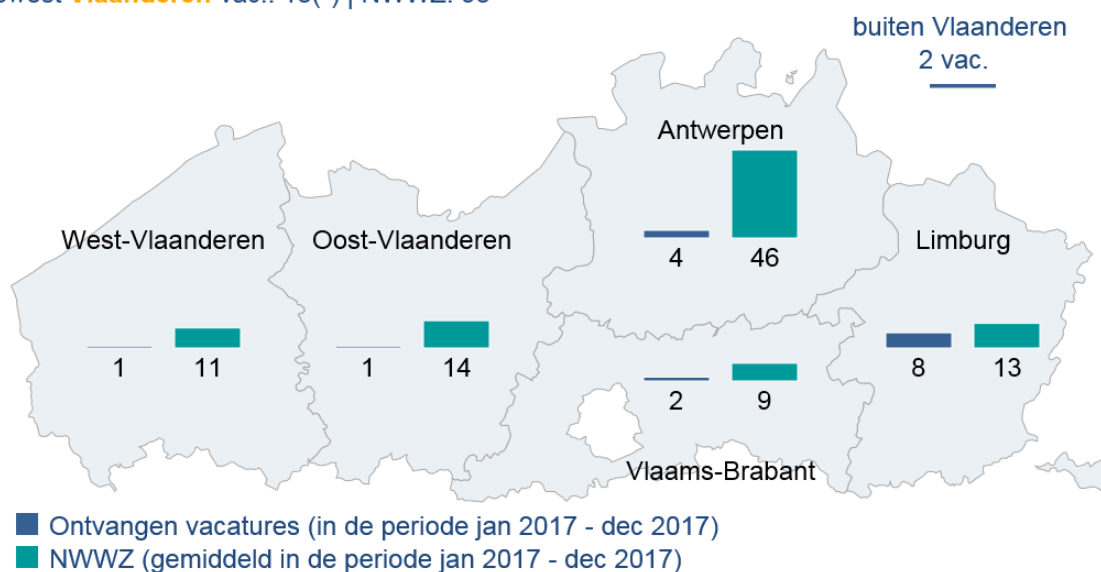 Vlaanderen
buiten Vlaanderen
2 vac.
Antwerpen
4 46
West-Vlaanderen
1 11
Oost-Vlaanderen
1 14
Limburg
8 13
2 9
Vlaams-Brabant
Ontvangen vacatures (in de periode jan 2017 - dec 2017)
NWWZ (gemiddeld in de periode jan 2017 - dec 2017)